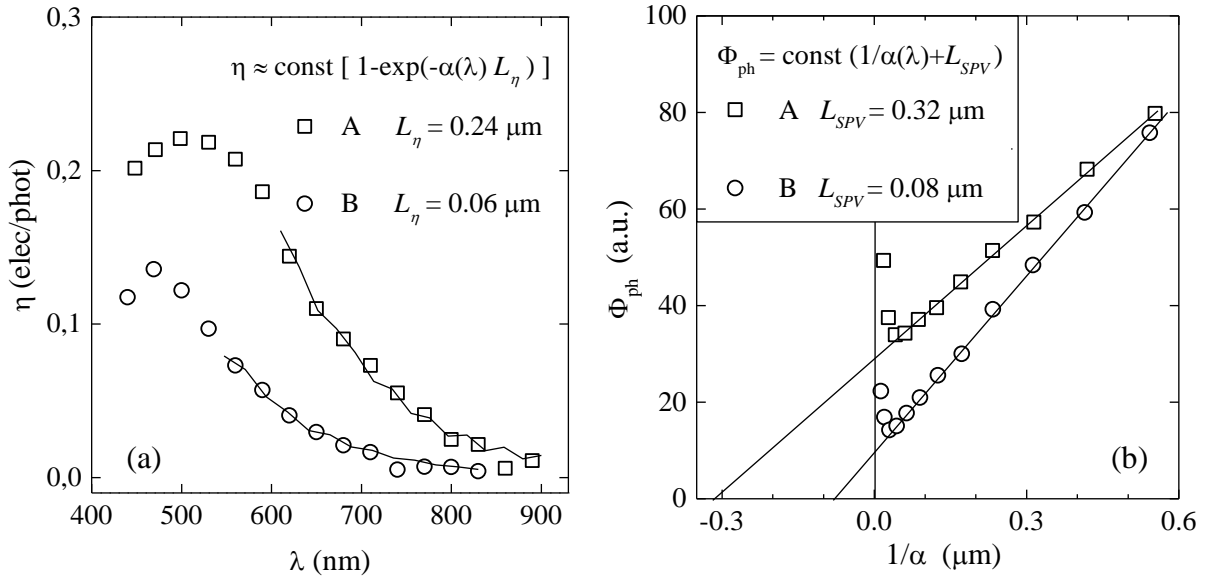 0,3
0,2
0,1
0,0
η (elec/phot)
η ≈ const [ 1-exp(-α(λ) L_η) ]
A L_η = 0.24 μm
B L_η = 0.06 μm
(a)
400 500 600 700 800 900
λ (nm)
100
80
60
40
20
0
Φ_ph (a.u.)
Φ_ph = const (1/α(λ)+L_SPV)
A L_SPV = 0.32 μm
B L_SPV = 0.08 μm
(b)
-0.3 0.0 0.3 0.6
1/α (μm)